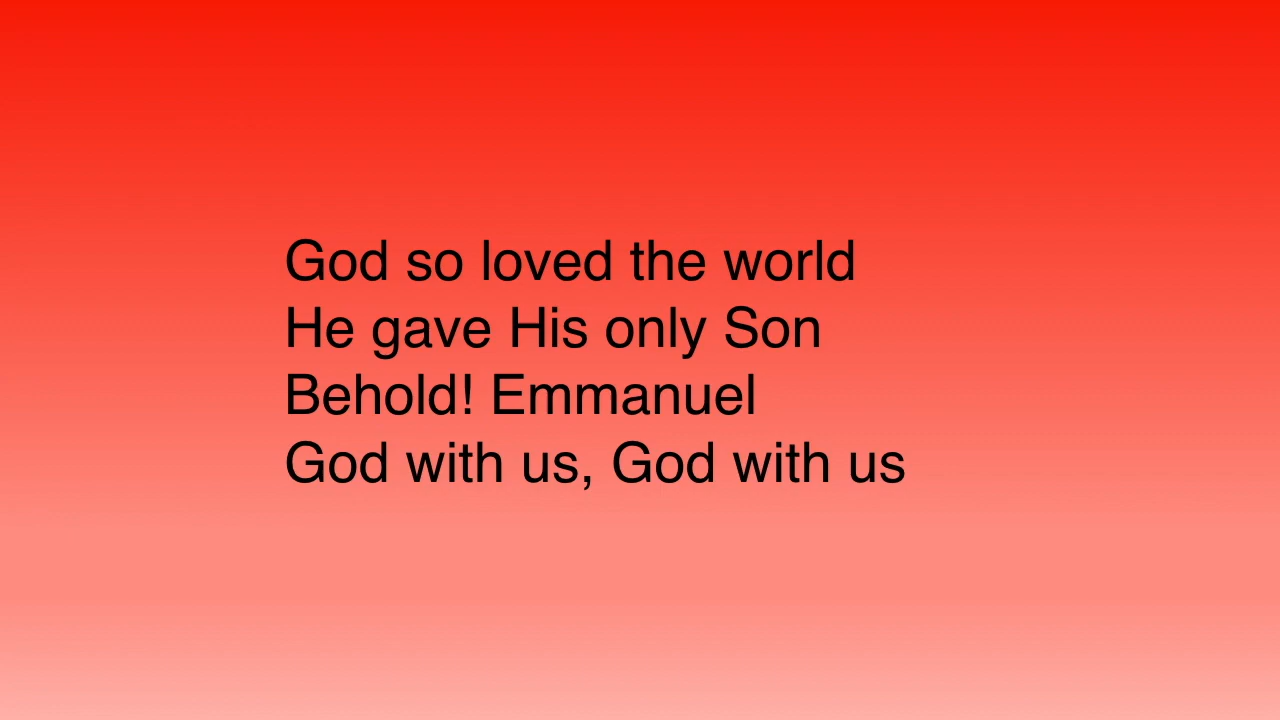 God so loved the world
He gave His only Son
Behold! Emmanuel
God with us, God with us